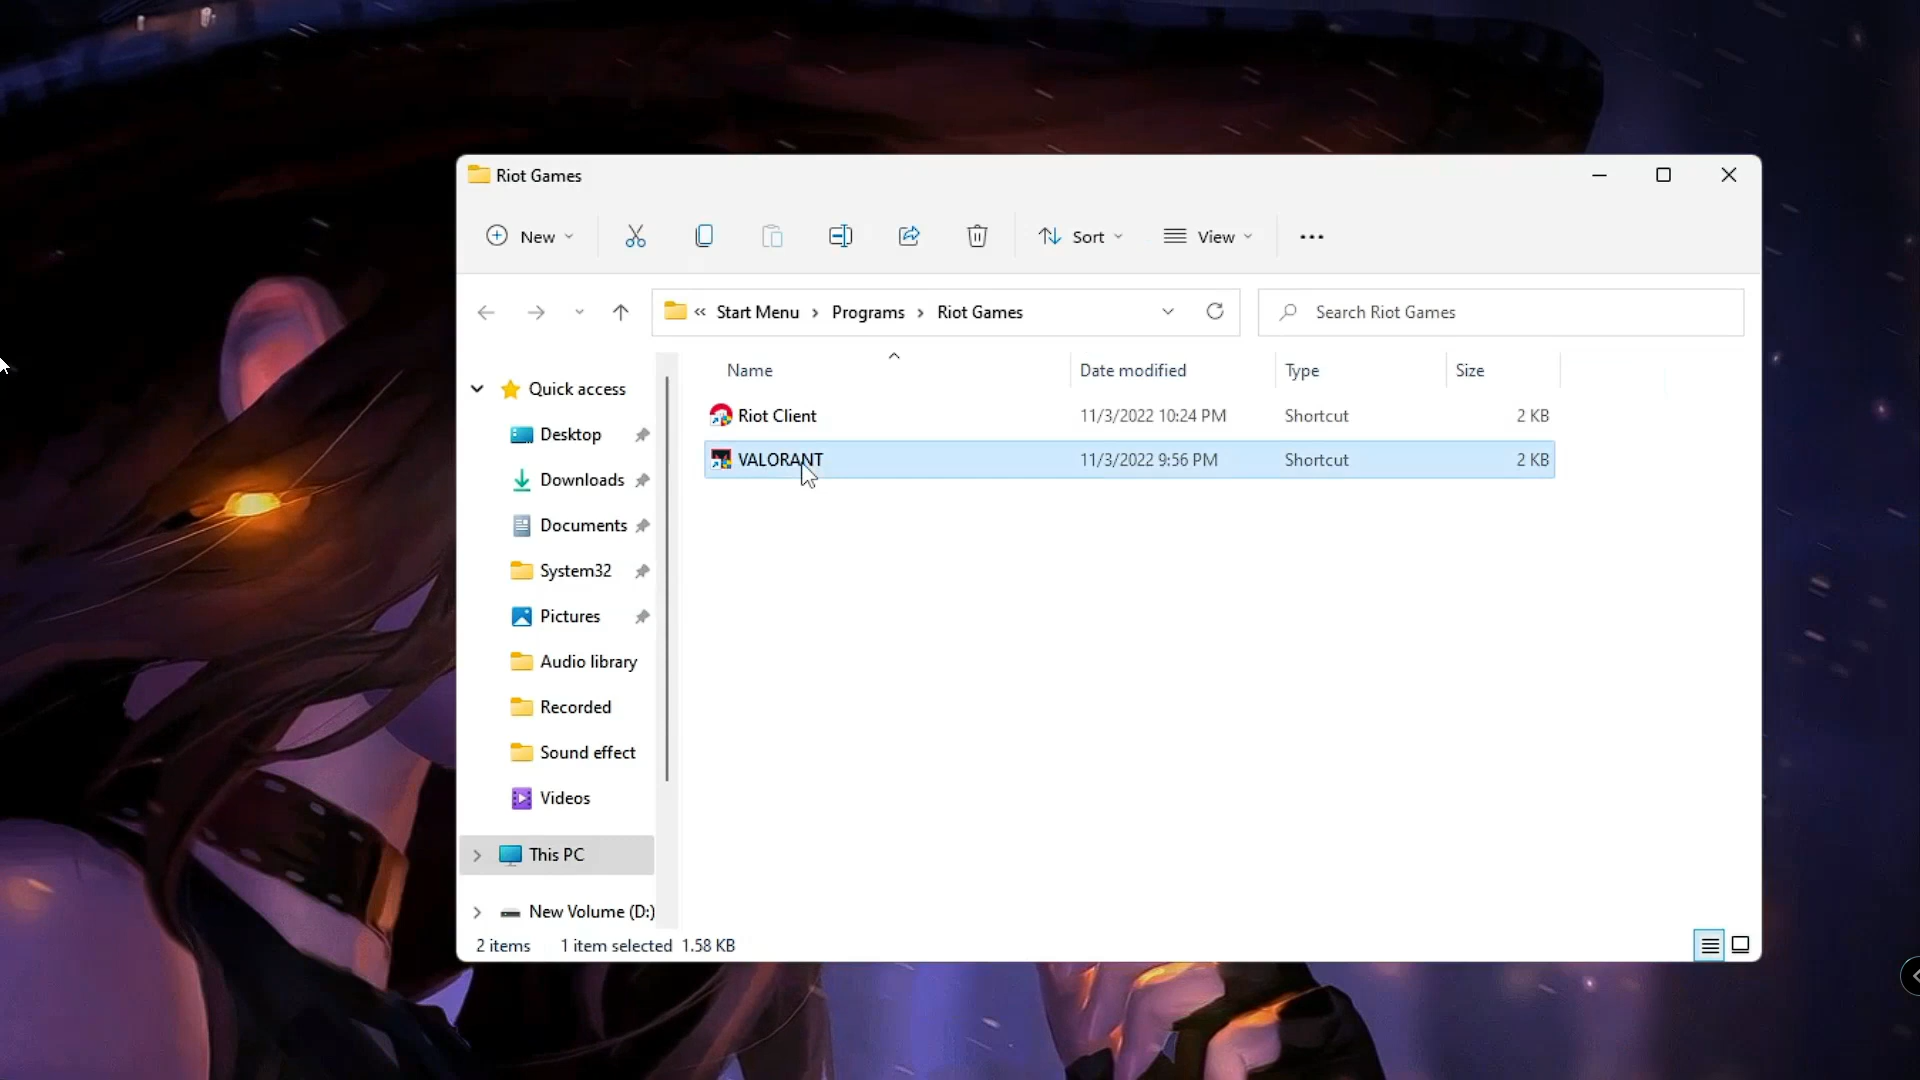 Riot Games
New
Sort
View
« Start Menu > Programs > Riot Games
Search Riot Games
Name Date modified Type Size
Quick access
Desktop
Downloads
Documents
System32
Pictures
Audio library
Recorded
Sound effect
Videos
This PC
New Volume (D:)
Riot Client 11/3/2022 10:24 PM Shortcut 2 KB
VALORANT 11/3/2022 9:56 PM Shortcut 2 KB
2 items 1 item selected 1.58 KB